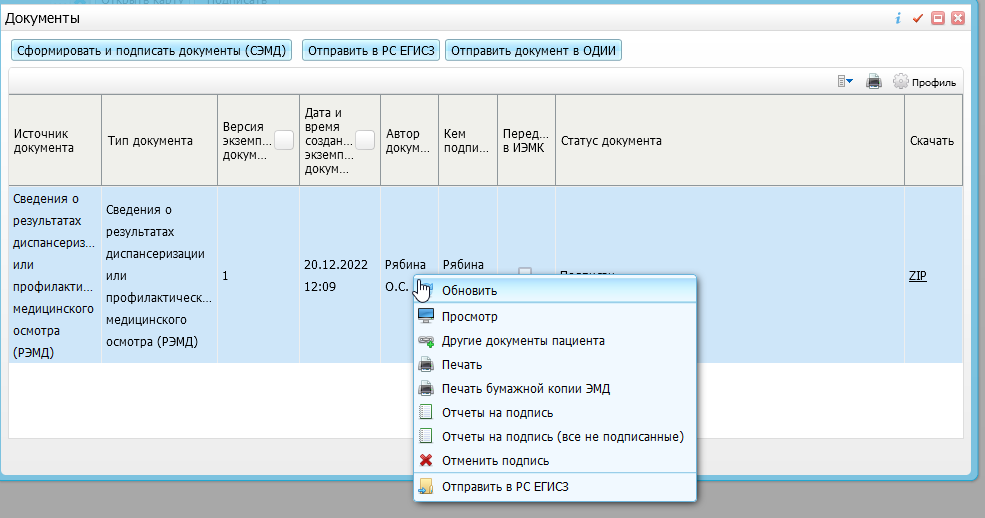 Открыть карту Подписать
Документы
Сформировать и подписать документы (СЭМД) Отправить в РС ЕГИСЗ Отправить документ в ОДИИ
Профиль
Источник
документа
Тип документа
Версия
экземп...
докум...
Дата и
время
создан...
экземп...
докум...
Автор
докум...
Кем
подпи...
Перед...
в ИЭМК
Статус документа
Скачать
Сведения о
результатах
диспансериз...
или
профилакти...
медицинского
осмотра
(РЭМД)
Сведения о
результатах
диспансеризации
или
профилактическ...
медицинского
осмотра (РЭМД)
1
20.12.2022
12:09
Рябина
О.С.
Рябина
ZIP
Обновить
Просмотр
Другие документы пациента
Печать
Печать бумажной копии ЭМД
Отчеты на подпись
Отчеты на подпись (все не подписанные)
Отменить подпись
Отправить в РС ЕГИСЗ